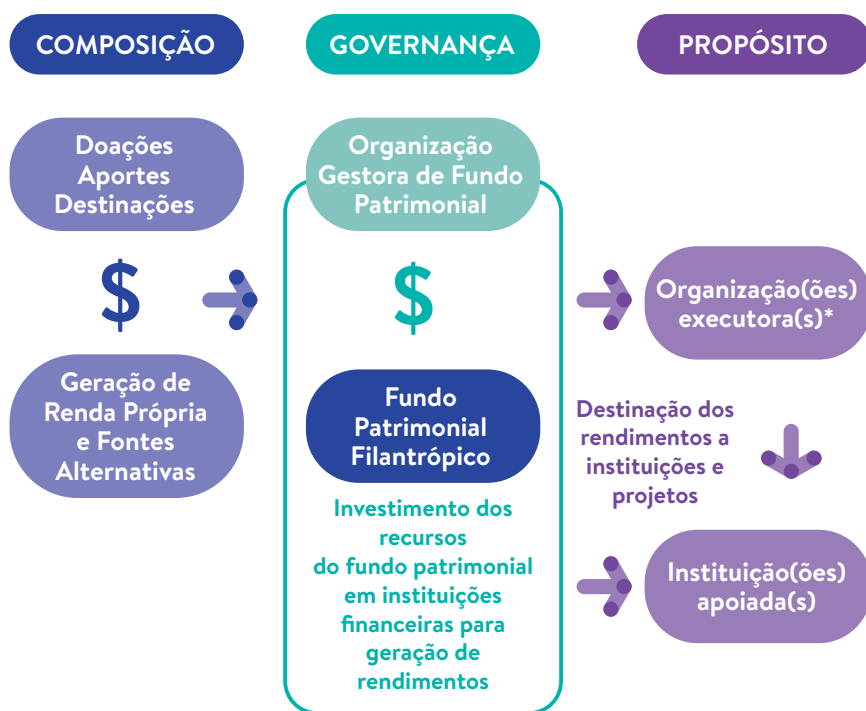 COMPOSIÇÃO
GOVERNANÇA
PROPÓSITO
Doações
Aportes
Destinações
$
Geração de
Renda Própria
e Fontes
Alternativas
Organização
Gestora de Fundo
Patrimonial
$
Fundo
Patrimonial
Filantrópico
Investimento dos
recursos
do fundo patrimonial
em instituições
financeiras para
geração de
rendimentos
Organização(ões)
executora(s)*
Destinação dos
rendimentos a
instituições e
projetos
Instituição(ões)
apoiada(s)